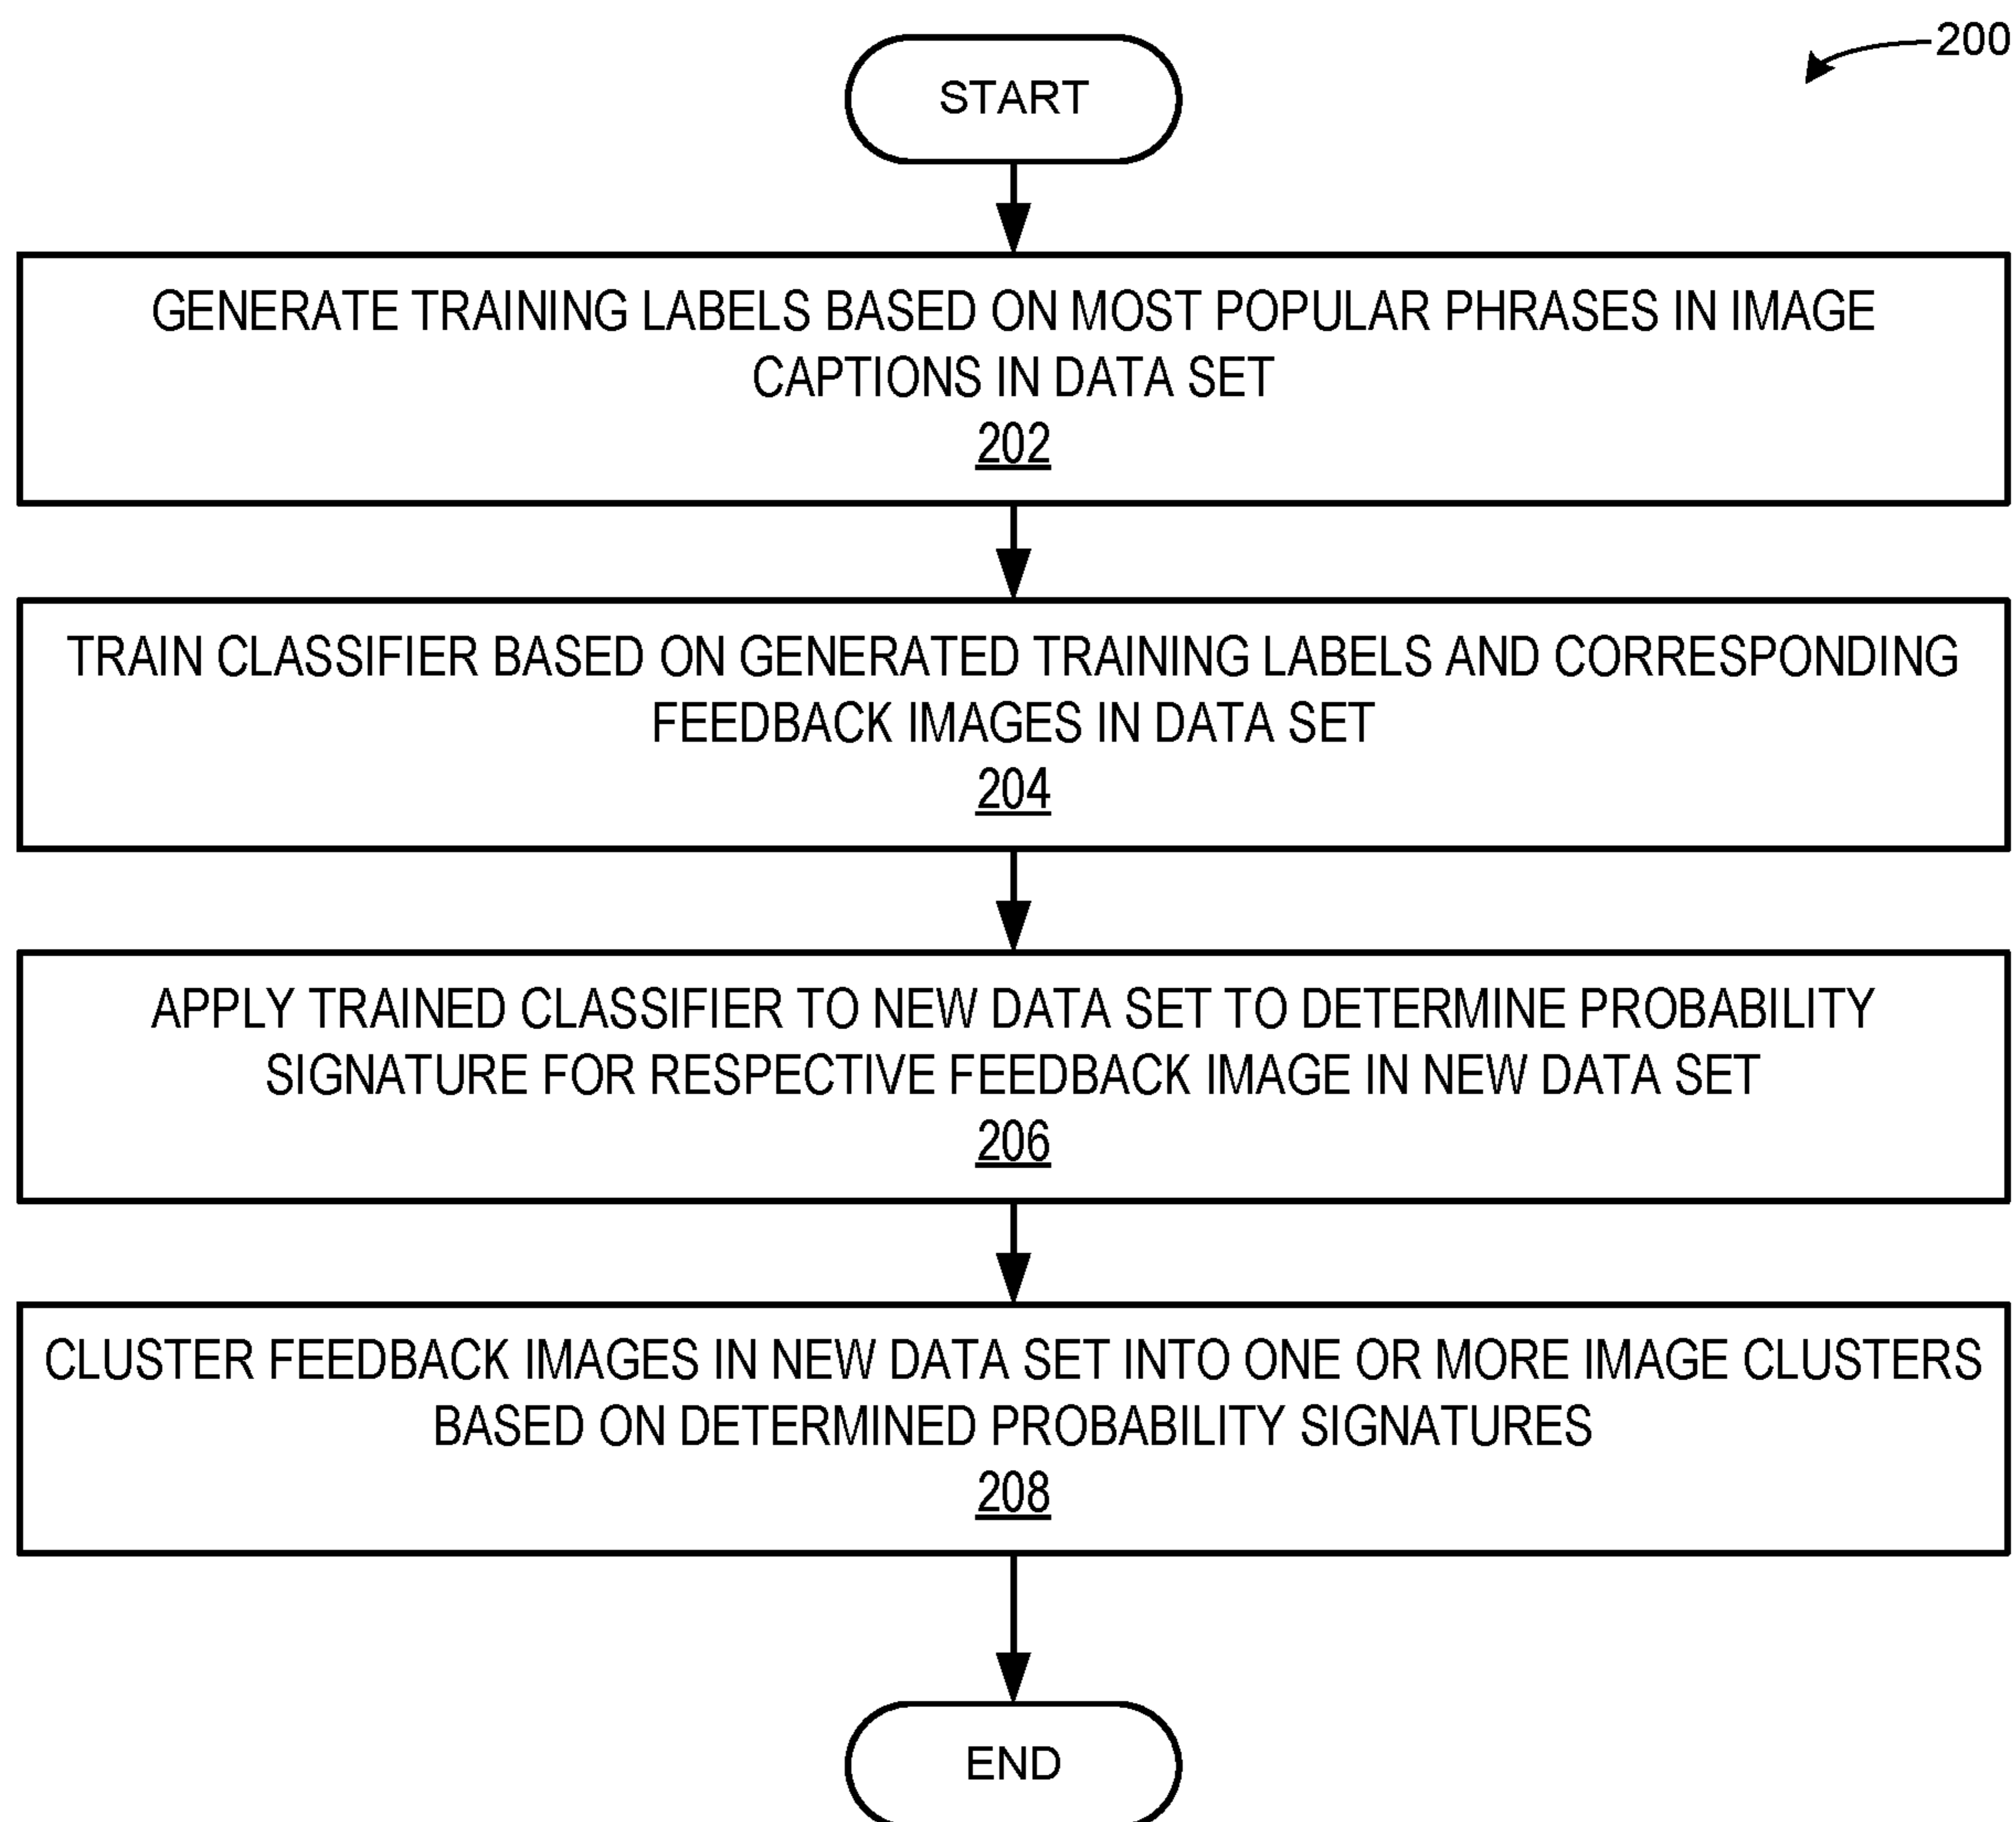 200
START
GENERATE TRAINING LABELS BASED ON MOST POPULAR PHRASES IN IMAGE
CAPTIONS IN DATA SET
202
TRAIN CLASSIFIER BASED ON GENERATED TRAINING LABELS AND CORRESPONDING
FEEDBACK IMAGES IN DATA SET
204
APPLY TRAINED CLASSIFIER TO NEW DATA SET TO DETERMINE PROBABILITY
SIGNATURE FOR RESPECTIVE FEEDBACK IMAGE IN NEW DATA SET
206
CLUSTER FEEDBACK IMAGES IN NEW DATA SET INTO ONE OR MORE IMAGE CLUSTERS
BASED ON DETERMINED PROBABILITY SIGNATURES
208
END